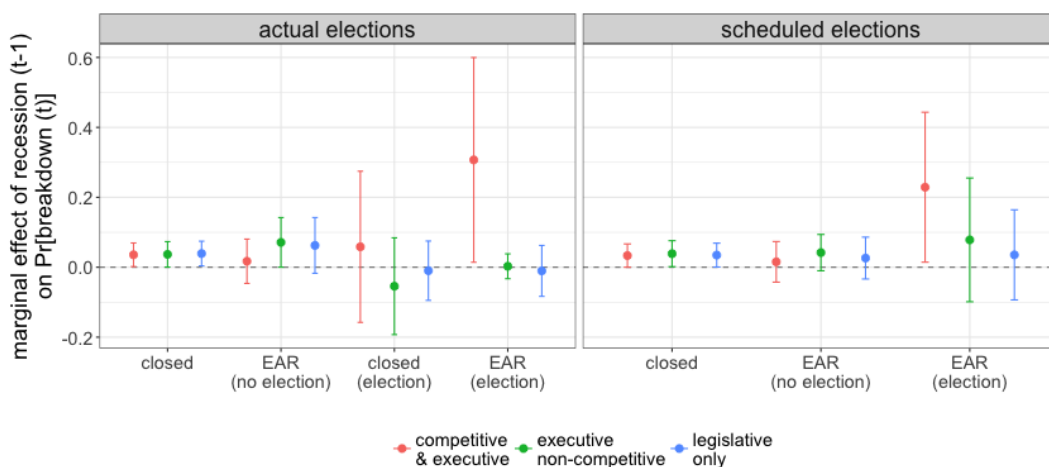 actual elections
scheduled elections
marginal effect of recession (t-1)
on Pr[breakdown (t)]
0.6
0.4
0.2
0.0
-0.2
closed
EAR
(no election)
closed
(election)
EAR
(election)
closed
EAR
(no election)
EAR
(election)
competitive
& executive
executive
non-competitive
legislative
only